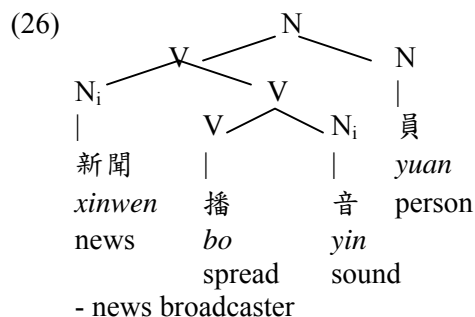 (26) N
V N
Nᵢ V
V Nᵢ 員
新聞 yuan
xinwen 播 音 person
news bo yin
spread sound
- news broadcaster